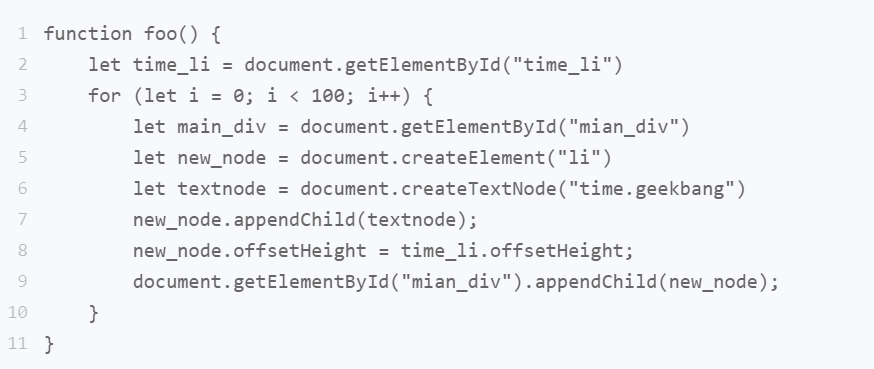 1 function foo() {
2     let time_li = document.getElementById("time_li")
3     for (let i = 0; i < 100; i++) {
4         let main_div = document.getElementById("mian_div")
5         let new_node = document.createElement("li")
6         let textnode = document.createTextNode("time.geekbang")
7         new_node.appendChild(textnode);
8         new_node.offsetHeight = time_li.offsetHeight;
9         document.getElementById("mian_div").appendChild(new_node);
10     }
11 }